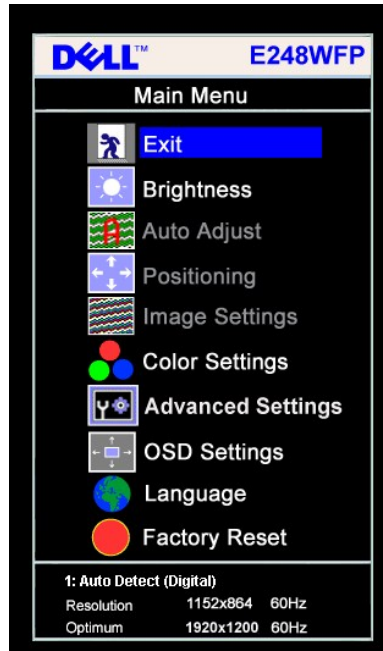 DELL™ E248WFP
Main Menu
Exit
Brightness
Auto Adjust
Positioning
Image Settings
Color Settings
Advanced Settings
OSD Settings
Language
Factory Reset
1: Auto Detect (Digital)
Resolution 1152x864 60Hz
Optimum 1920x1200 60Hz